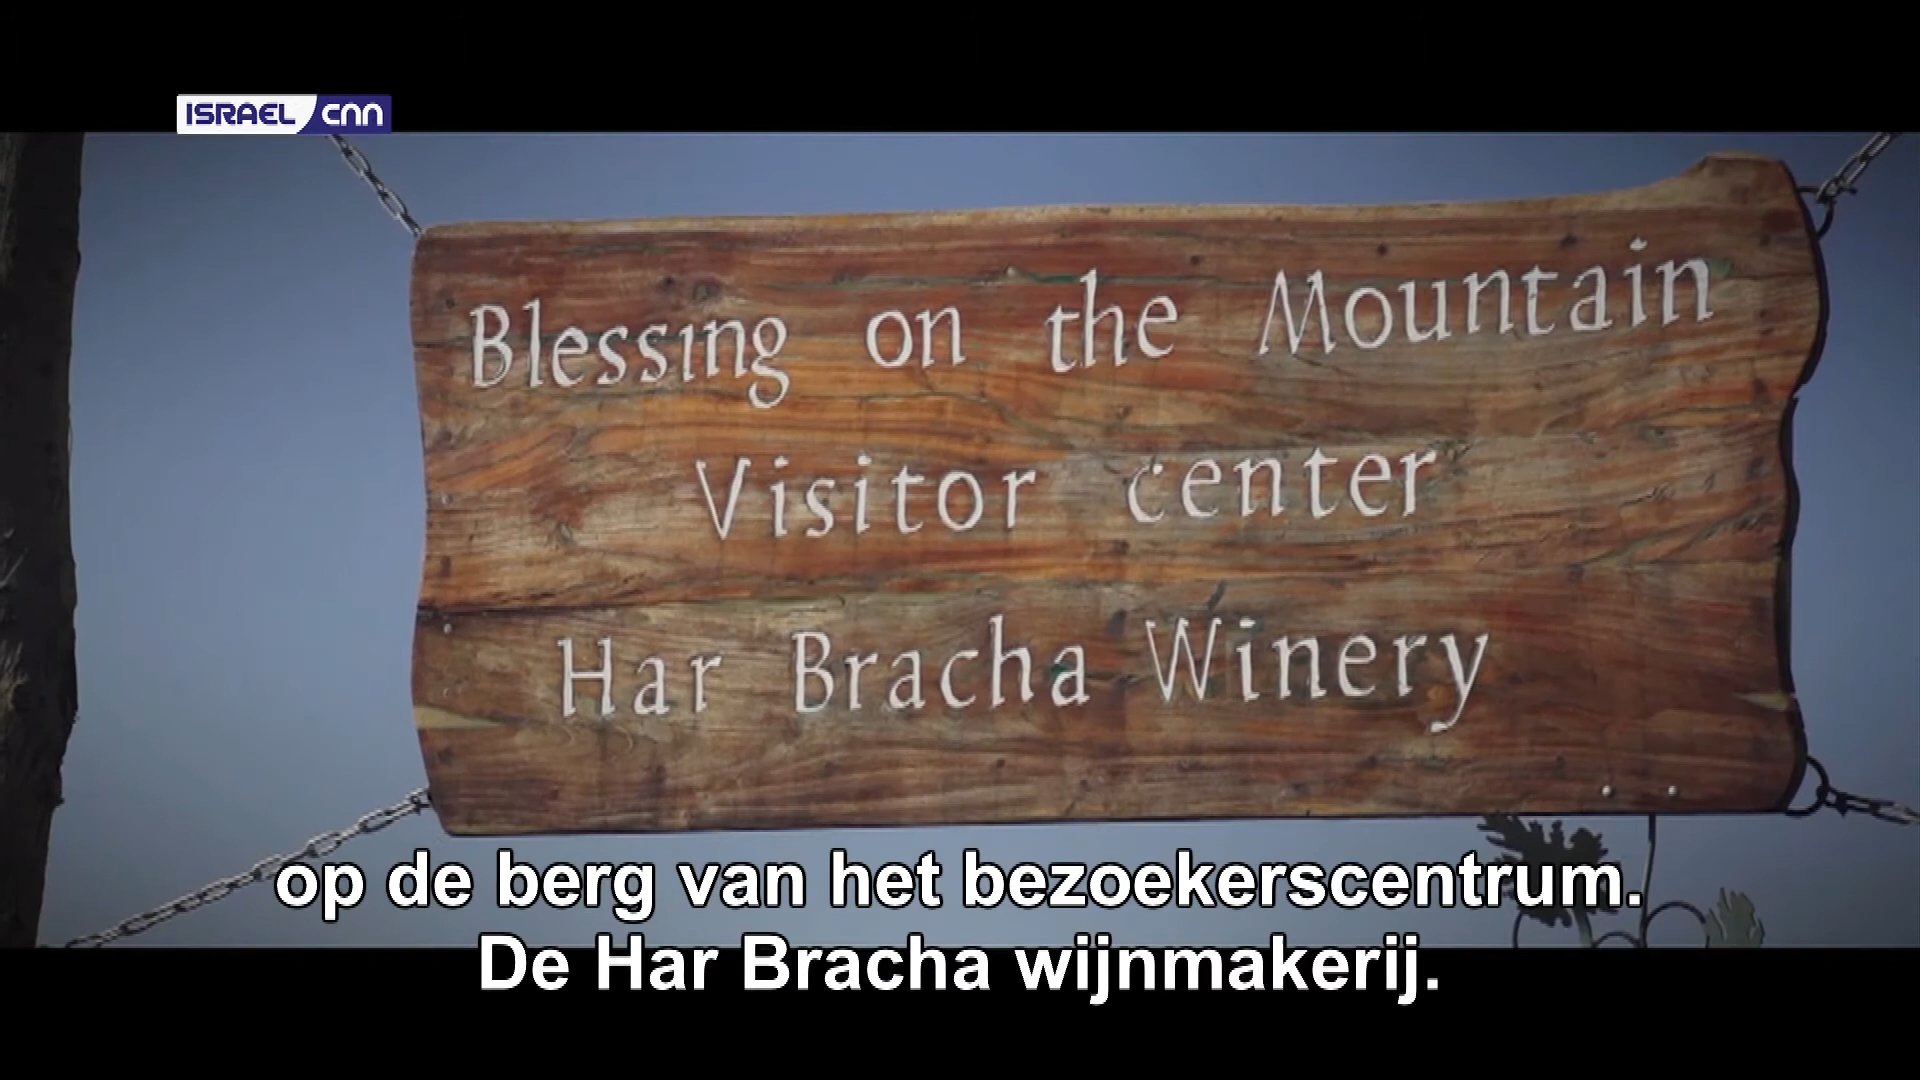 ISRAEL CNN
Blessing on the Mountain
Visitor center
Har Bracha Winery
op de berg van het bezoekerscentrum.
De Har Bracha wijnmakerij.